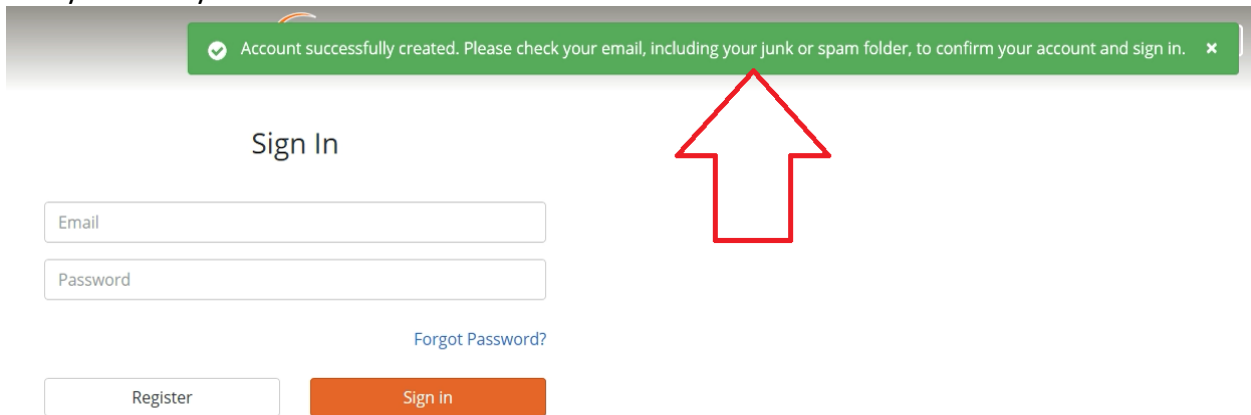 Account successfully created. Please check your email, including your junk or spam folder, to confirm your account and sign in. ×
Sign In
Email
Password
Forgot Password?
Register Sign in